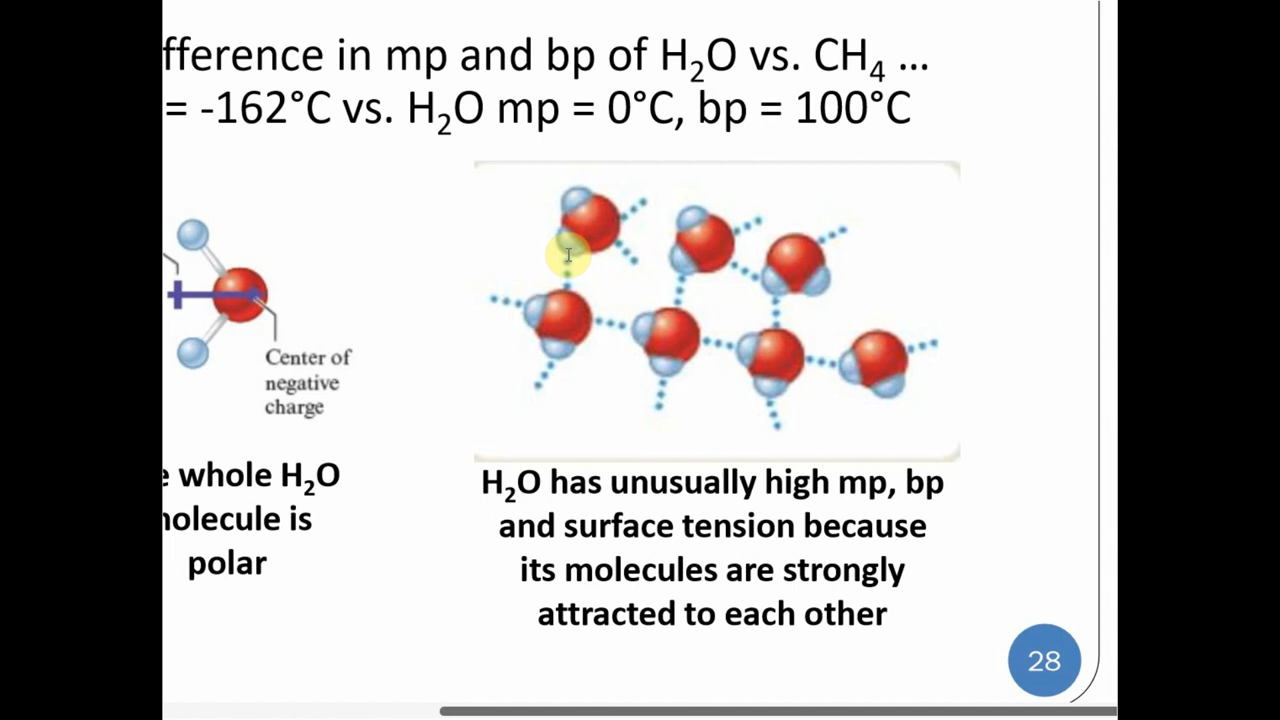 fference in mp and bp of H₂O vs. CH₄ ...
= -162°C vs. H₂O mp = 0°C, bp = 100°C
Center of
negative
charge
e whole H₂O
nolecule is
polar
H₂O has unusually high mp, bp
and surface tension because
its molecules are strongly
attracted to each other
28